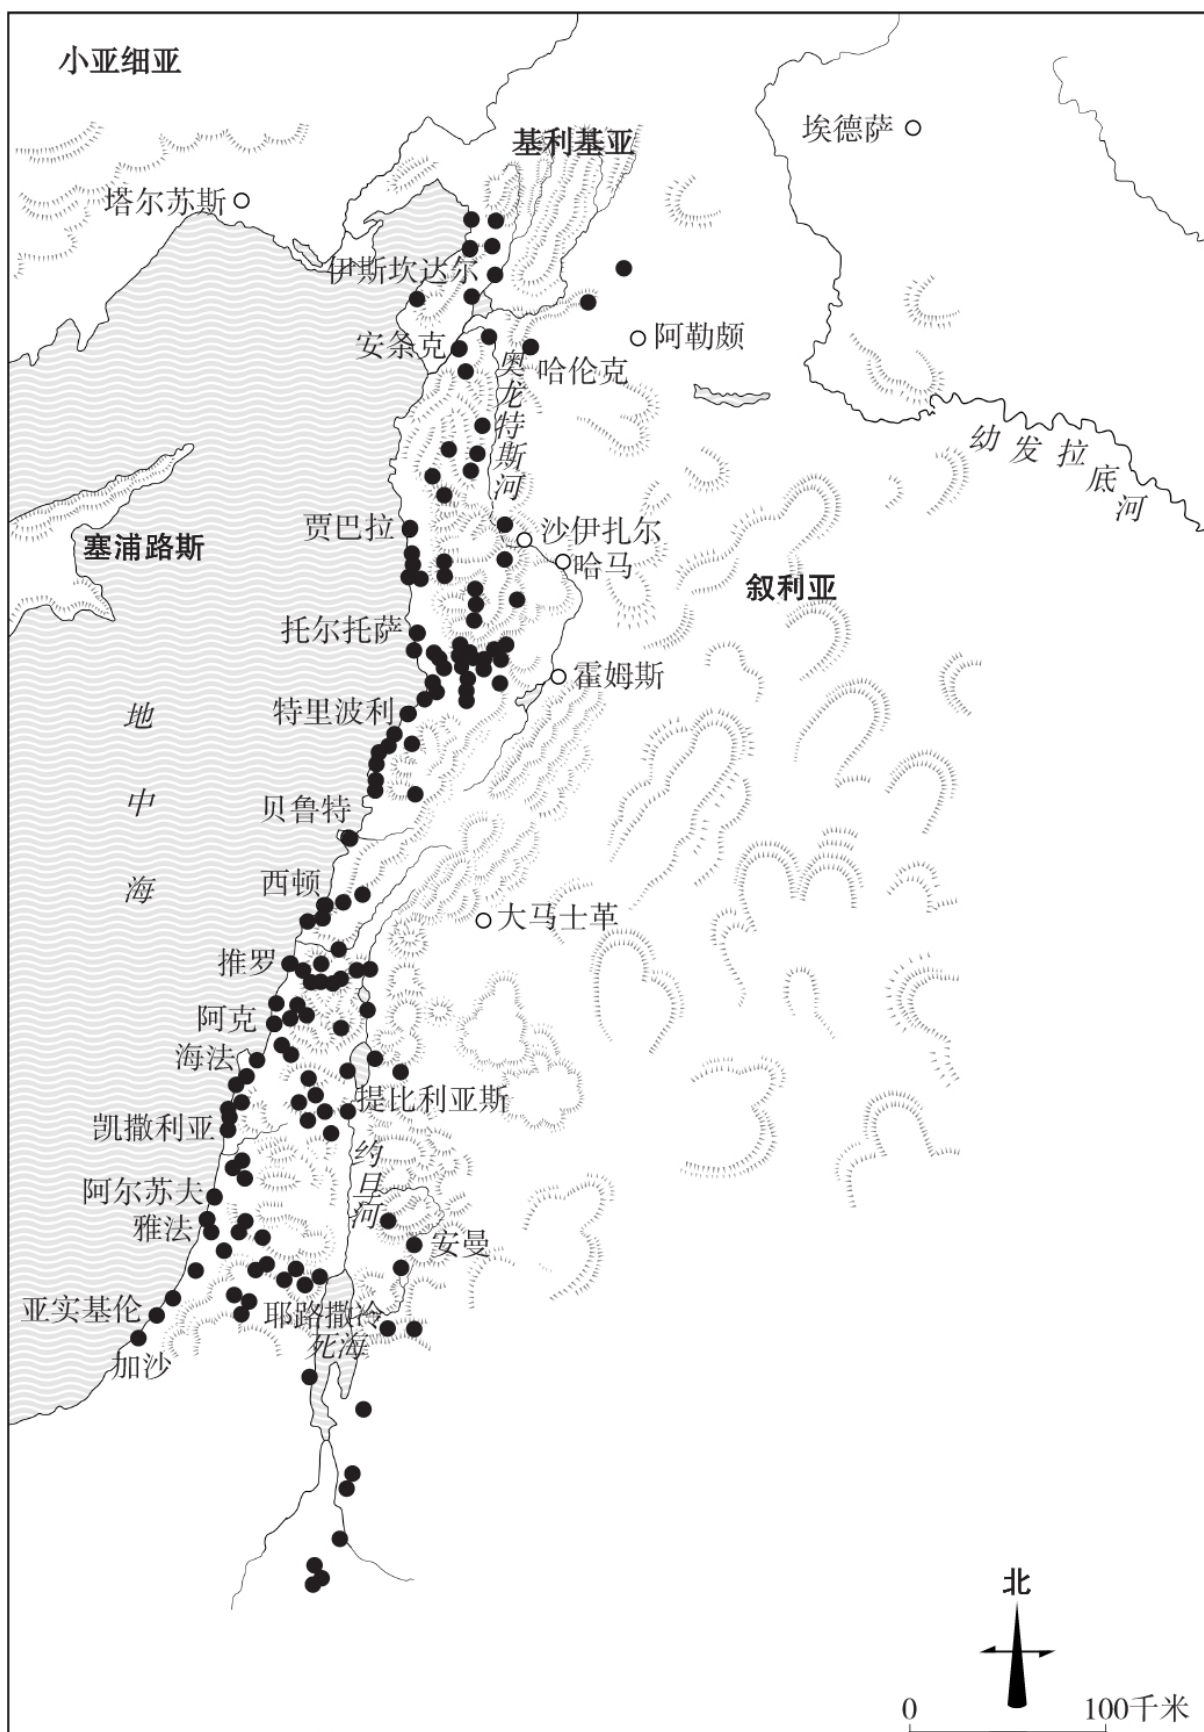 小亚细亚
基利基亚
埃德萨
塔尔苏斯
伊斯坎达尔
安条克
阿勒颇
哈伦克
奥龙特斯河
幼发拉底河
贾巴拉
沙伊扎尔
哈马
塞浦路斯
叙利亚
托尔托萨
霍姆斯
特里波利
地中海
贝鲁特
西顿
大马士革
推罗
阿克
海法
提比利亚斯
凯撒利亚
约旦河
阿尔苏夫
雅法
安曼
亚实基伦
耶路撒冷
死海
加沙
北
0 100千米